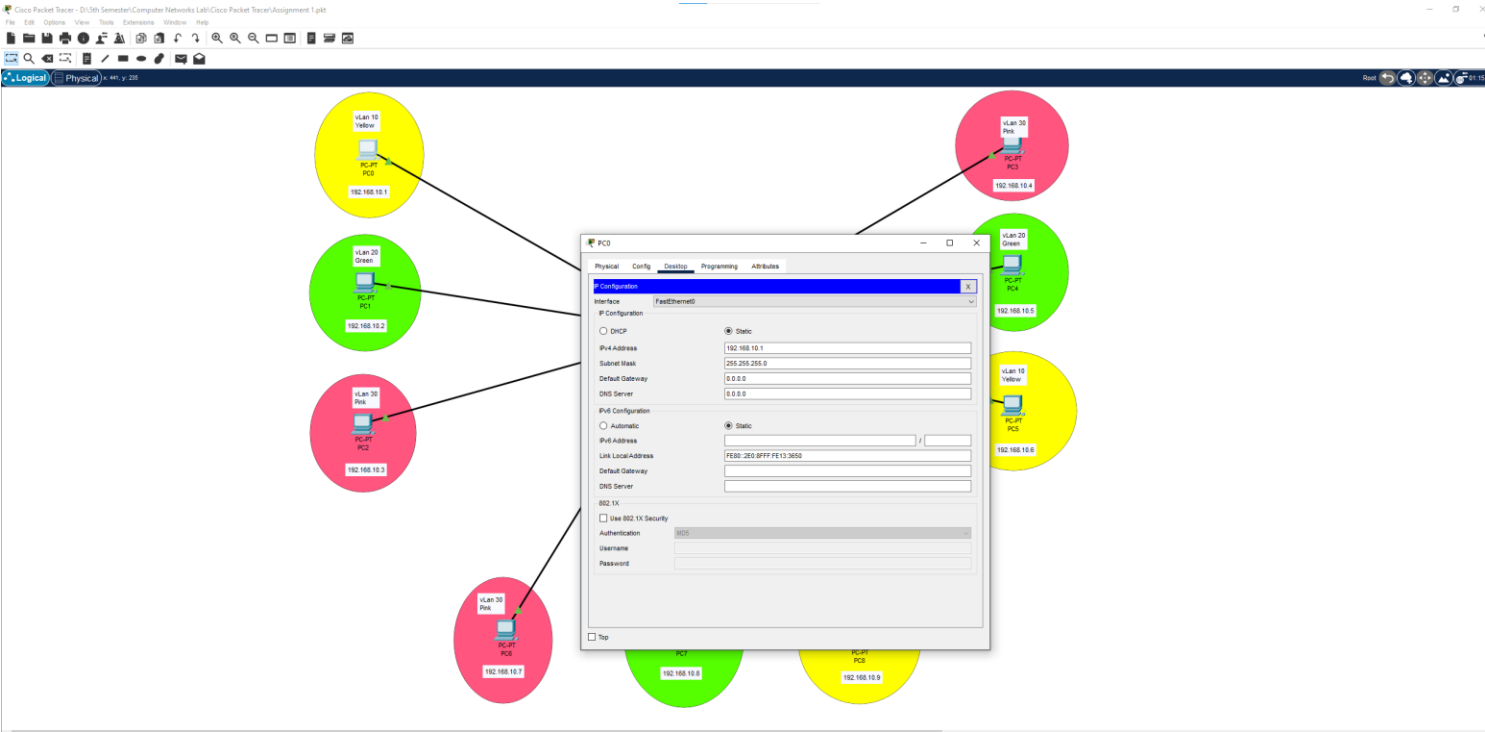 Cisco Packet Tracer - D:\5th Semester\Computer Networks Lab\Cisco Packet Tracer\Assignment 1.pkt
File Edit Options View Tools Extensions Window Help
Logical Physical x: 441, y: 235 Root 01:15
vLan 10
Yellow
PC-PT
PC0
192.168.10.1
vLan 30
Pink
PC-PT
PC3
192.168.10.4
vLan 20
Green
PC-PT
PC1
192.168.10.2
vLan 20
Green
PC-PT
PC4
192.168.10.5
vLan 30
Pink
PC-PT
PC2
192.168.10.3
vLan 10
Yellow
PC-PT
PC5
192.168.10.6
vLan 30
Pink
PC-PT
PC6
192.168.10.7
PC7
192.168.10.8
PC-PT
PC8
192.168.10.9
PC0
Physical Config Desktop Programming Attributes
IP Configuration X
Interface FastEthernet0
IP Configuration
DHCP Static
IPv4 Address 192.168.10.1
Subnet Mask 255.255.255.0
Default Gateway 0.0.0.0
DNS Server 0.0.0.0
IPv6 Configuration
Automatic Static
IPv6 Address /
Link Local Address FE80::2E0:8FFF:FE13:3650
Default Gateway
DNS Server
802.1X
Use 802.1X Security
Authentication MD5
Username
Password
Top